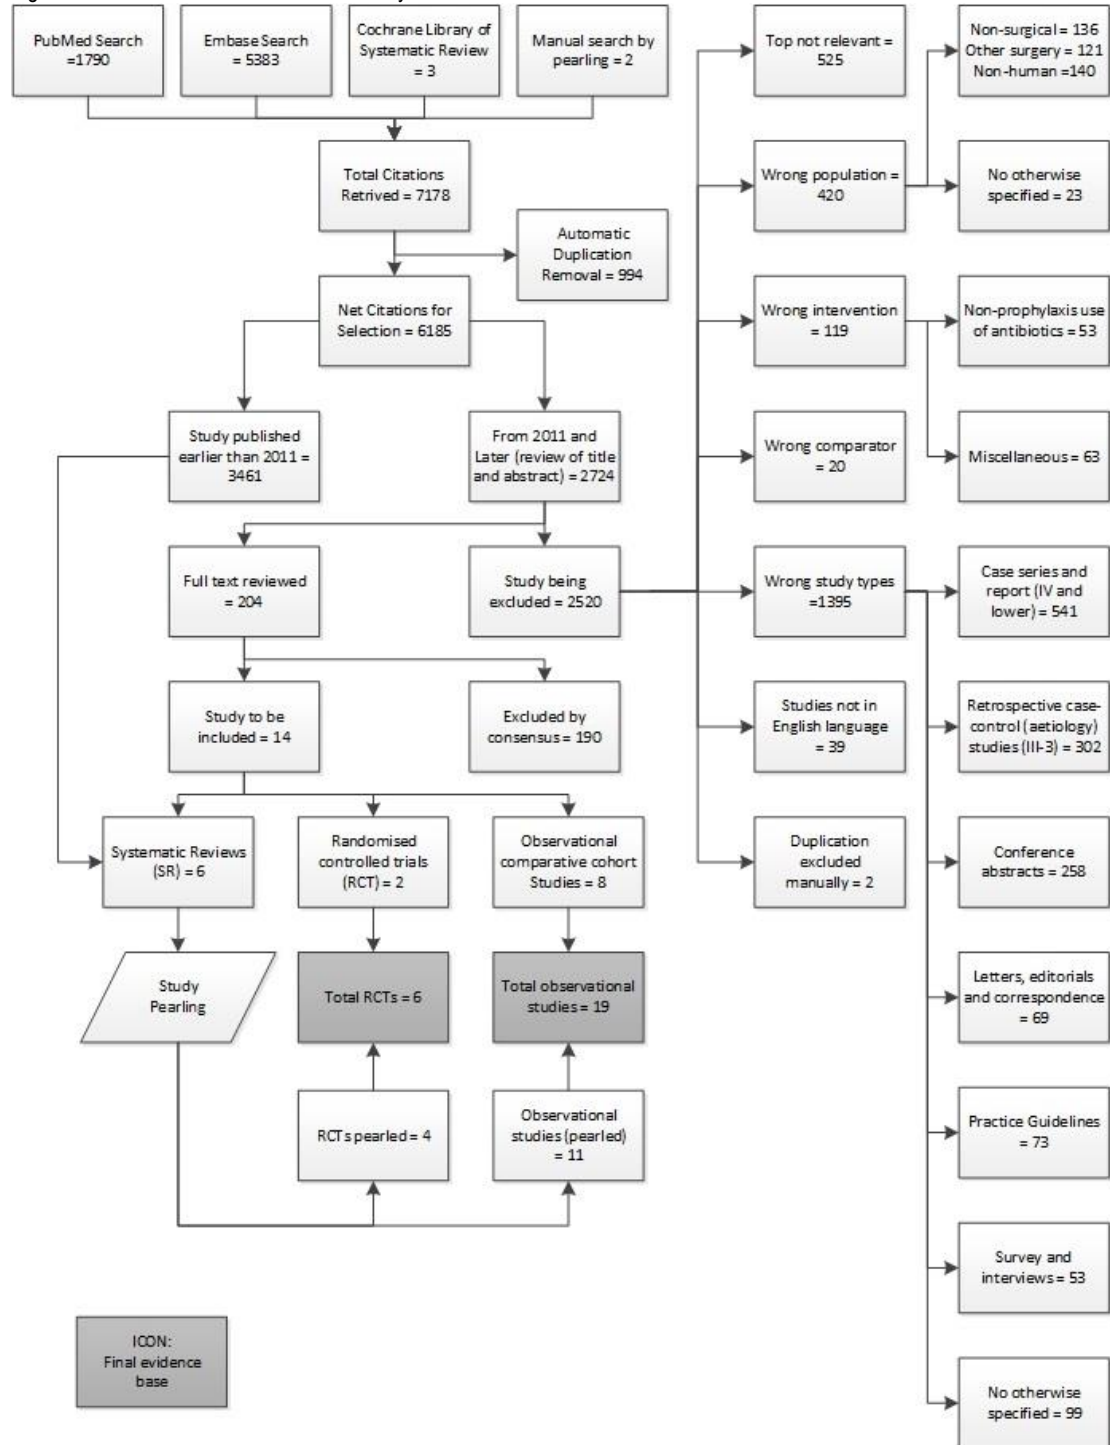 PubMed Search
=1790
Embase Search
= 5383
Cochrane Library of
Systematic Review
= 3
Manual search by
pearling = 2
Total Citations
Retrived = 7178
Automatic
Duplication
Removal = 994
Net Citations for
Selection = 6185
Study published
earlier than 2011 =
3461
From 2011 and
Later (review of title
and abstract) = 2724
Full text reviewed
= 204
Study being
excluded = 2520
Study to be
included = 14
Excluded by
consensus = 190
Systematic Reviews
(SR) = 6
Randomised
controlled trials
(RCT) = 2
Observational
comparative cohort
Studies = 8
Study
Pearling
Total RCTs = 6
Total observational
studies = 19
RCTs pearled = 4
Observational
studies (pearled)
= 11
ICON:
Final evidence
base
Top not relevant =
525
Wrong population =
420
Wrong intervention
= 119
Wrong comparator
= 20
Wrong study types
=1395
Studies not in
English language
= 39
Duplication
excluded
manually = 2
Non-surgical = 136
Other surgery = 121
Non-human =140
No otherwise
specified = 23
Non-prophylaxis use
of antibiotics = 53
Miscellaneous = 63
Case series and
report (IV and
lower) = 541
Retrospective case-
control (aetiology)
studies (III-3) = 302
Conference
abstracts = 258
Letters, editorials
and correspondence
= 69
Practice Guidelines
= 73
Survey and
interviews = 53
No otherwise
specified = 99